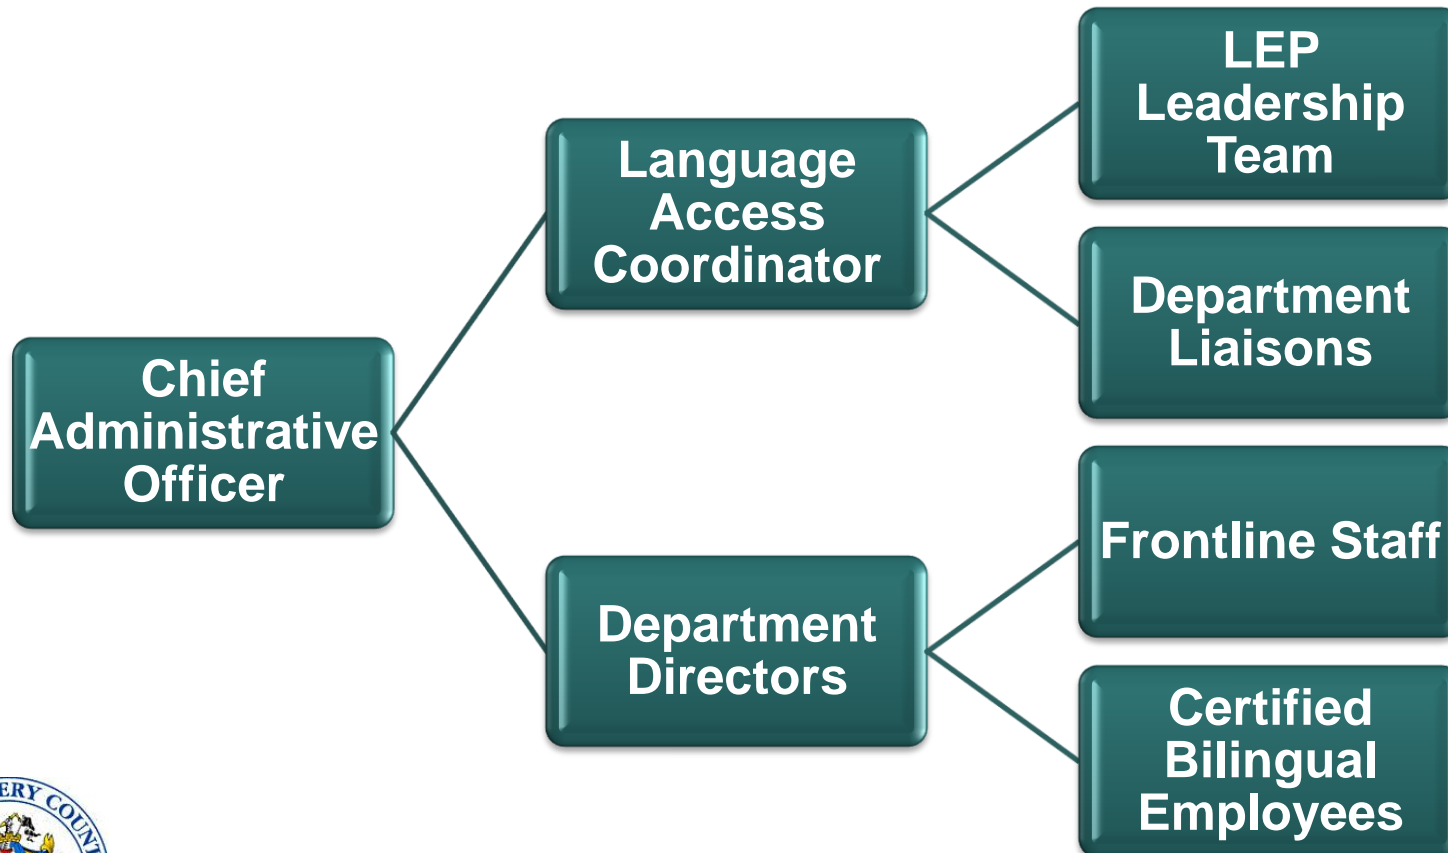 Chief
Administrative
Officer
Language
Access
Coordinator
Department
Directors
LEP
Leadership
Team
Department
Liaisons
Frontline Staff
Certified
Bilingual
Employees